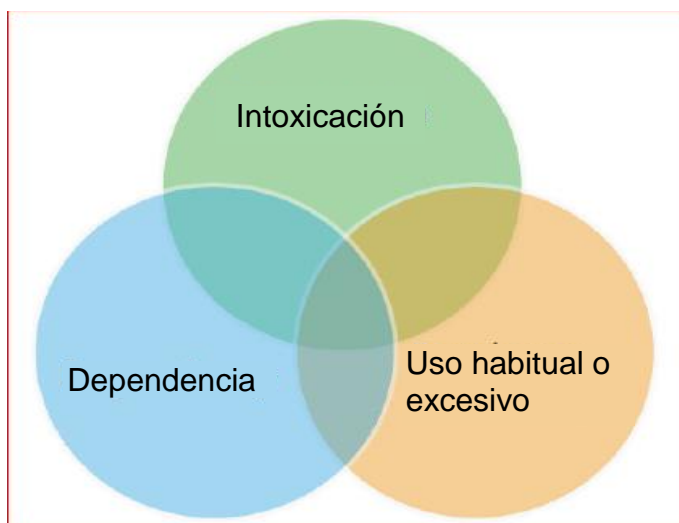 Intoxicación
Dependencia
Uso habitual o
excesivo